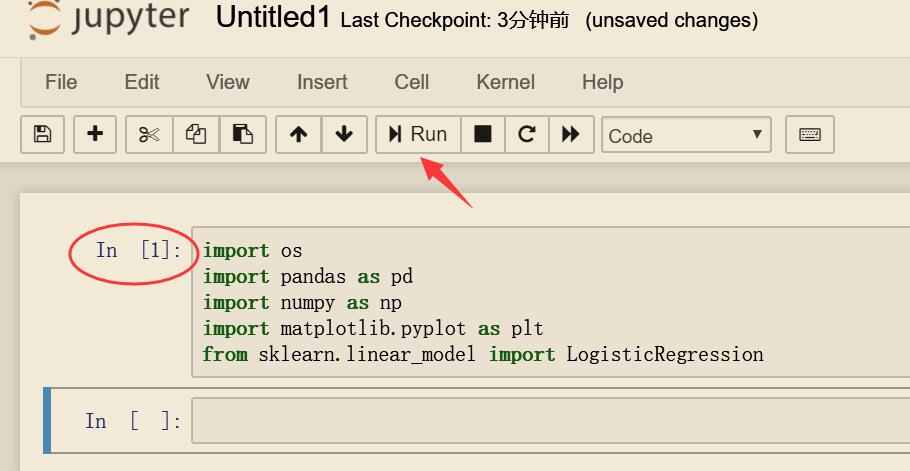 jupyter Untitled1 Last Checkpoint: 3分钟前 (unsaved changes)
File Edit View Insert Cell Kernel Help
Run Code
In [1]: import os
import pandas as pd
import numpy as np
import matplotlib.pyplot as plt
from sklearn.linear_model import LogisticRegression
In [ ]: